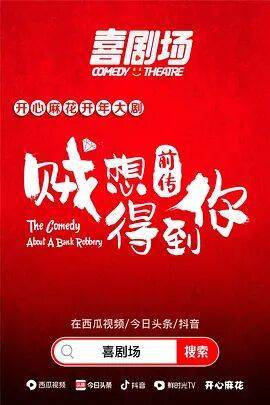 喜剧场
COMEDY THEATRE
开心麻花开年大剧
贼想得到你
前传
The Comedy
About A Bank Robbery
在西瓜视频/今日头条/抖音
喜剧场 搜索
西瓜视频 头条 今日头条 抖音 鲜时光TV 开心麻花